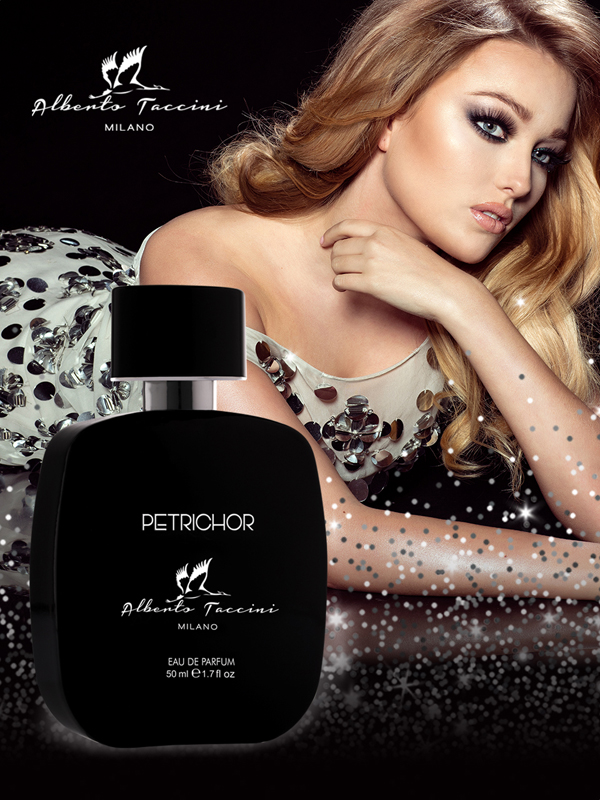 Alberto Taccini
MILANO
PETRICHOR
Alberto Taccini
MILANO
EAU DE PARFUM
50 ml ℮ 1.7 fl oz